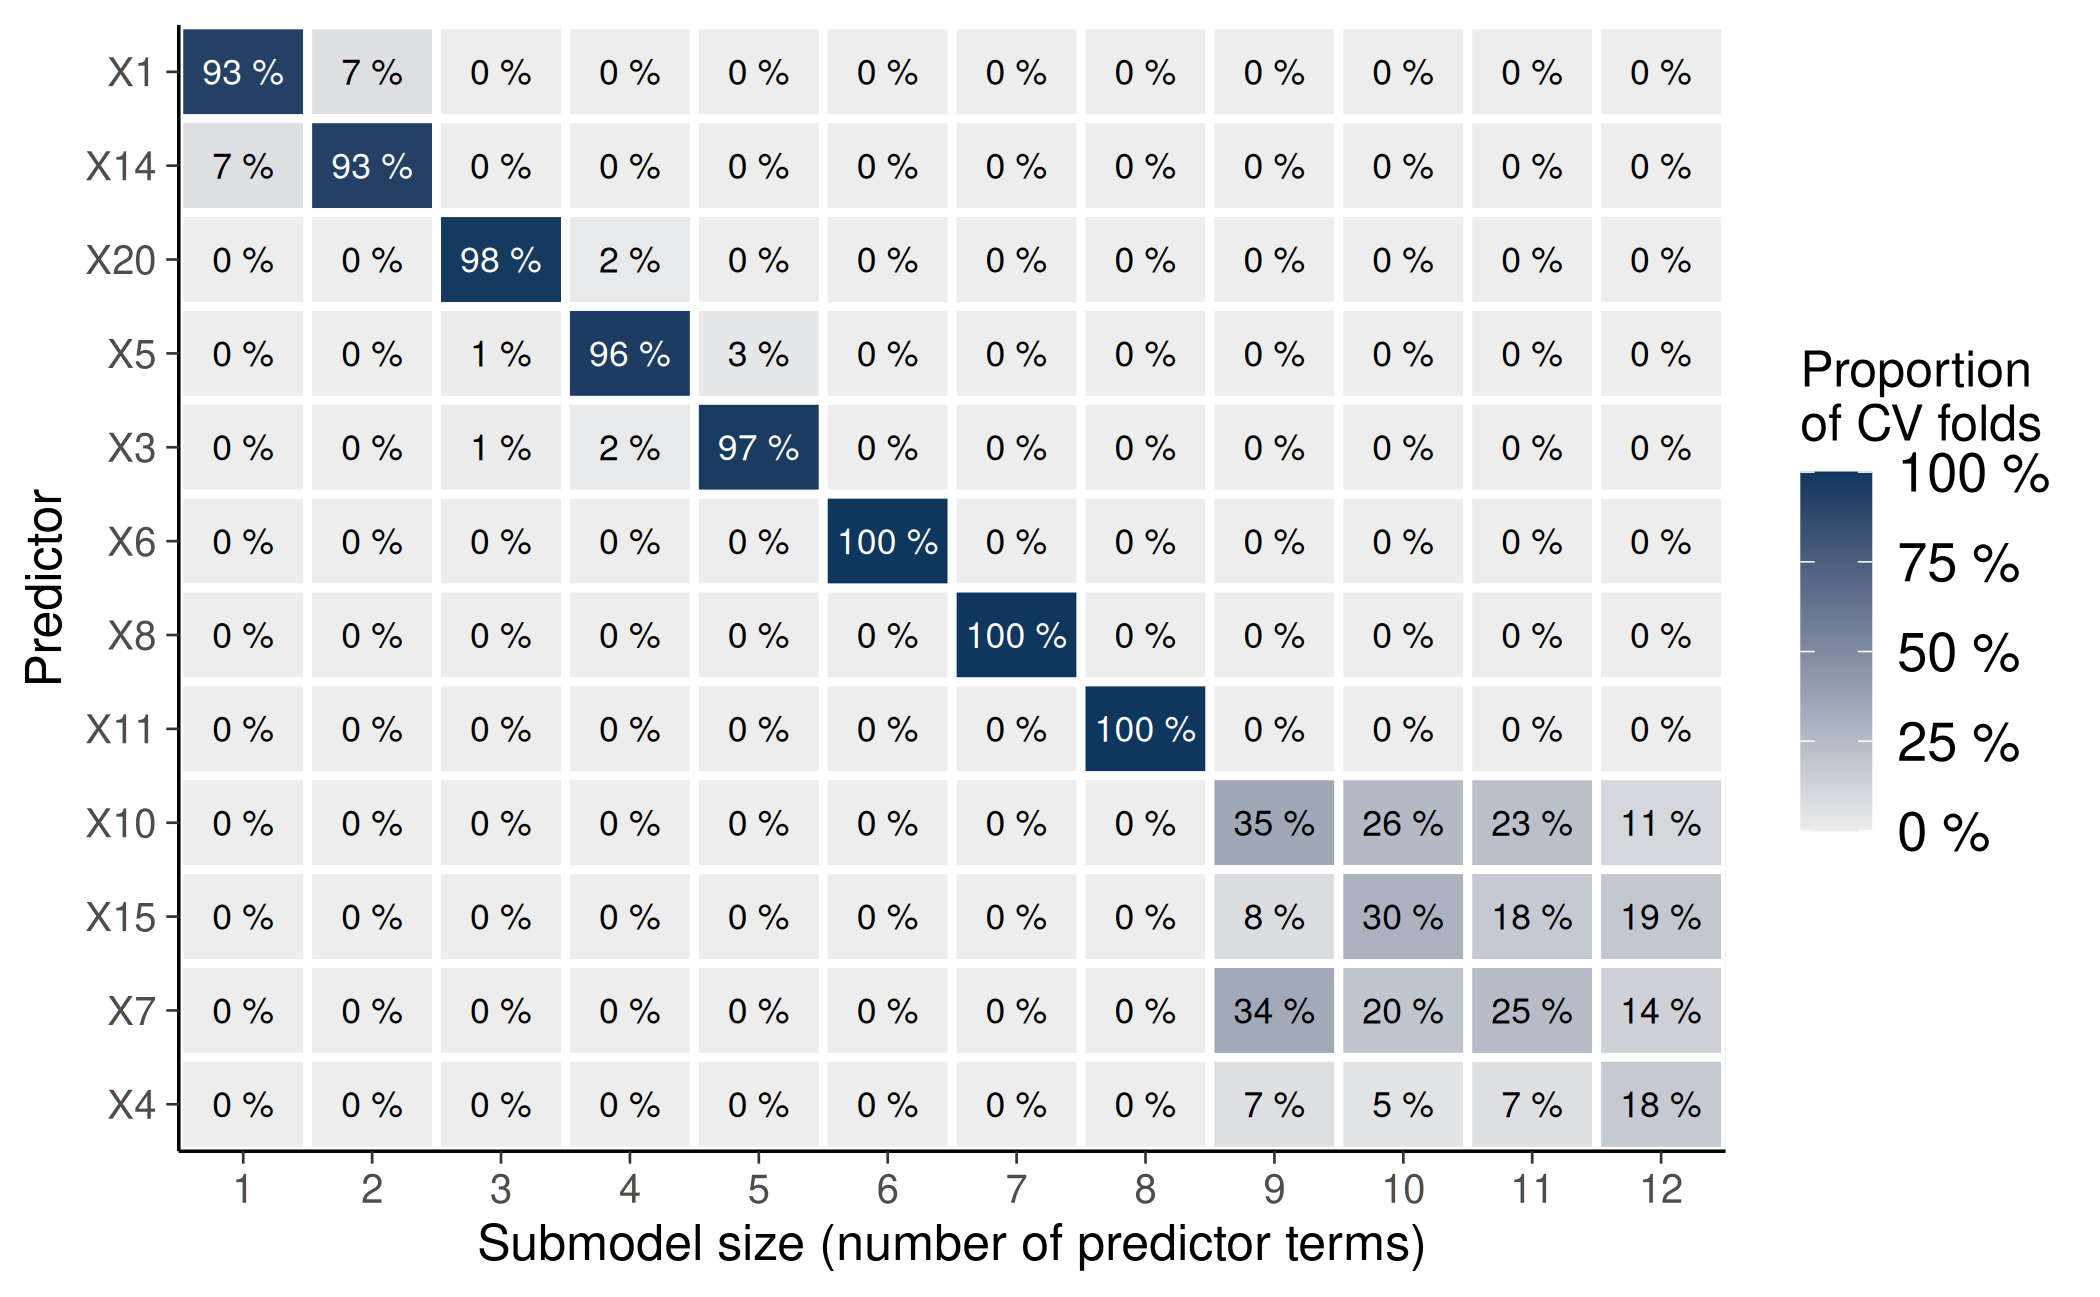 X1 93 % 7 % 0 % 0 % 0 % 0 % 0 % 0 % 0 % 0 % 0 % 0 %
X14 7 % 93 % 0 % 0 % 0 % 0 % 0 % 0 % 0 % 0 % 0 % 0 %
X20 0 % 0 % 98 % 2 % 0 % 0 % 0 % 0 % 0 % 0 % 0 % 0 %
X5 0 % 0 % 1 % 96 % 3 % 0 % 0 % 0 % 0 % 0 % 0 % 0 %
X3 0 % 0 % 1 % 2 % 97 % 0 % 0 % 0 % 0 % 0 % 0 % 0 %
X6 0 % 0 % 0 % 0 % 0 % 100 % 0 % 0 % 0 % 0 % 0 % 0 %
X8 0 % 0 % 0 % 0 % 0 % 0 % 100 % 0 % 0 % 0 % 0 % 0 %
X11 0 % 0 % 0 % 0 % 0 % 0 % 0 % 100 % 0 % 0 % 0 % 0 %
X10 0 % 0 % 0 % 0 % 0 % 0 % 0 % 0 % 35 % 26 % 23 % 11 %
X15 0 % 0 % 0 % 0 % 0 % 0 % 0 % 0 % 8 % 30 % 18 % 19 %
X7 0 % 0 % 0 % 0 % 0 % 0 % 0 % 0 % 34 % 20 % 25 % 14 %
X4 0 % 0 % 0 % 0 % 0 % 0 % 0 % 0 % 7 % 5 % 7 % 18 %
1 2 3 4 5 6 7 8 9 10 11 12
Submodel size (number of predictor terms)
Predictor
Proportion
of CV folds
100 %
75 %
50 %
25 %
0 %